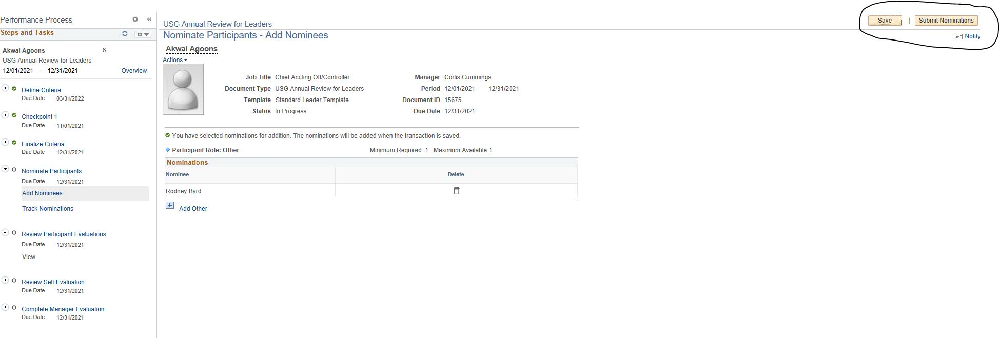 Performance Process
Steps and Tasks
Akwai Agoons 6
USG Annual Review for Leaders
12/01/2021 - 12/31/2021 Overview
Define Criteria
Due Date 03/31/2022
Checkpoint 1
Due Date 11/01/2021
Finalize Criteria
Due Date 12/31/2021
Nominate Participants
Due Date 12/31/2021
Add Nominees
Track Nominations
Review Participant Evaluations
Due Date 12/31/2021
View
Review Self Evaluation
Due Date 12/31/2021
Complete Manager Evaluation
Due Date 12/31/2021
USG Annual Review for Leaders
Save | Submit Nominations
Nominate Participants - Add Nominees
Notify
Akwai Agoons
Actions
Job Title Chief Accting Off/Controller Manager Corlis Cummings
Document Type USG Annual Review for Leaders Period 12/01/2021 - 12/31/2021
Template Standard Leader Template Document ID 15675
Status In Progress Due Date 12/31/2021
You have selected nominations for addition. The nominations will be added when the transaction is saved.
Participant Role: Other Minimum Required: 1 Maximum Available:1
Nominations
Nominee Delete
Rodney Byrd
Add Other